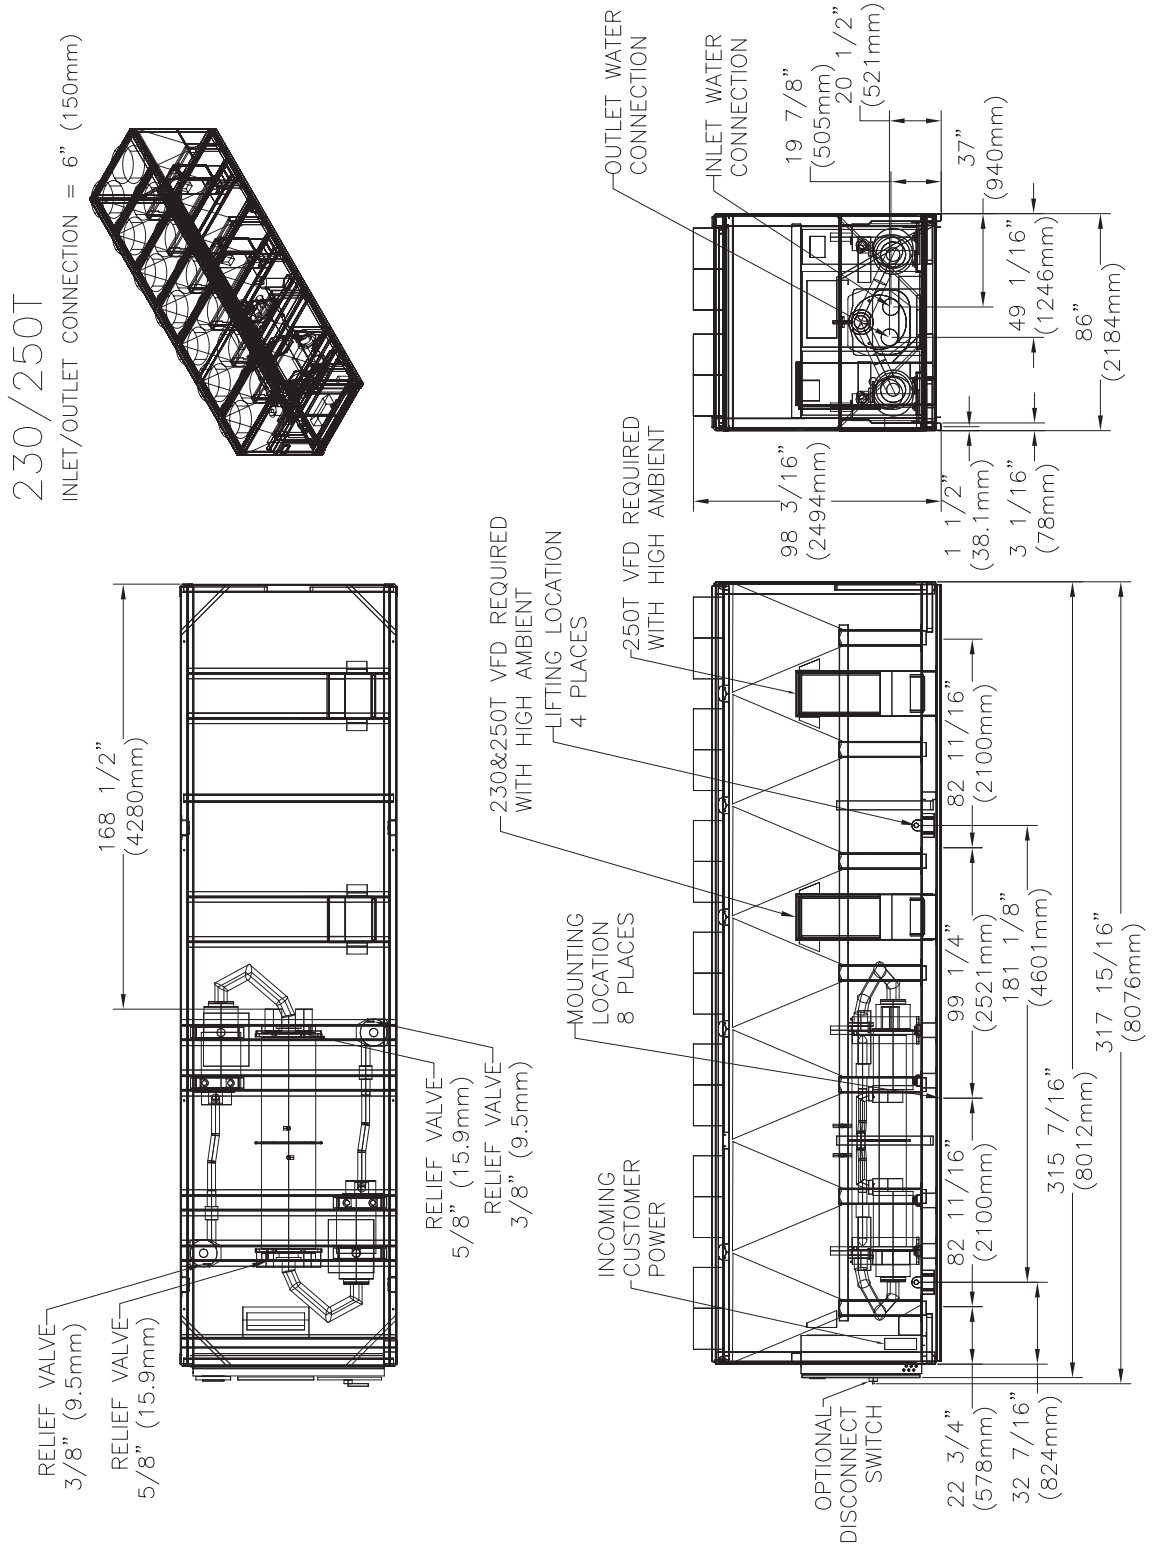 230/250T
INLET/OUTLET CONNECTION = 6" (150mm)
RELIEF VALVE
3/8" (9.5mm)
RELIEF VALVE
5/8" (15.9mm)
168 1/2"
(4280mm)
RELIEF VALVE
5/8" (15.9mm)
RELIEF VALVE
3/8" (9.5mm)
230&250T VFD REQUIRED
WITH HIGH AMBIENT
LIFTING LOCATION
4 PLACES
250T VFD REQUIRED
WITH HIGH AMBIENT
MOUNTING
LOCATION
8 PLACES
INCOMING
CUSTOMER
POWER
OPTIONAL
DISCONNECT
SWITCH
22 3/4"
(578mm)
32 7/16"
(824mm)
82 11/16"
(2100mm)
99 1/4"
(2521mm)
82 11/16"
(2100mm)
181 1/8"
(4601mm)
315 7/16"
(8012mm)
317 15/16"
(8076mm)
OUTLET WATER
CONNECTION
INLET WATER
CONNECTION
19 7/8"
(505mm)
20 1/2"
(521mm)
98 3/16"
(2494mm)
1 1/2"
(38.1mm)
3 1/16"
(78mm)
37"
(940mm)
49 1/16"
(1246mm)
86"
(2184mm)